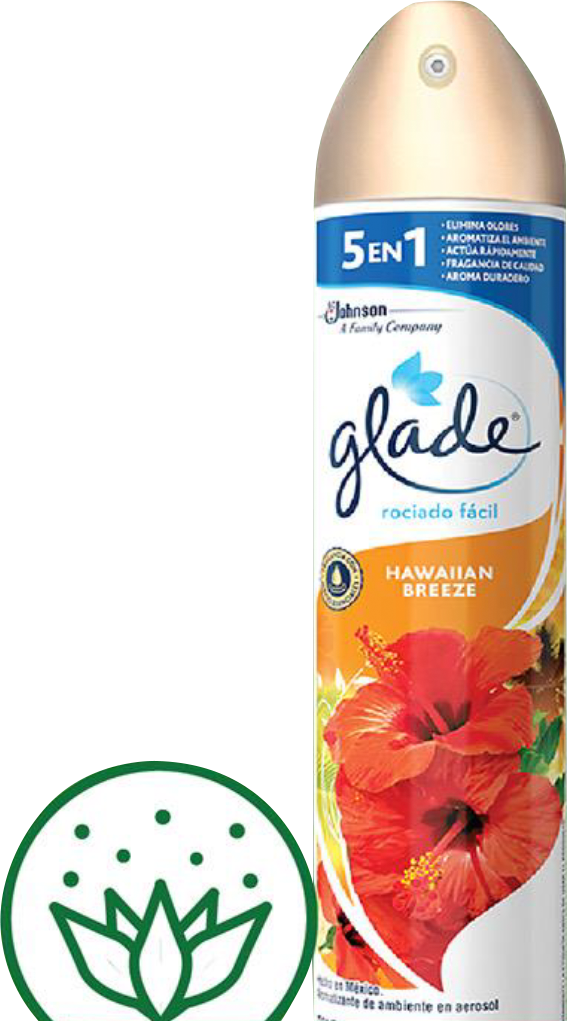 5 EN 1
• ELIMINA OLORES
• AROMATIZA EL AMBIENTE
• ACTÚA RÁPIDAMENTE
• FRAGANCIA DE CALIDAD
• AROMA DURADERO
SC Johnson
A Family Company
glade®
rociado fácil
HAWAIIAN
BREEZE
Hecho en México.
Aromatizante de ambiente en aerosol